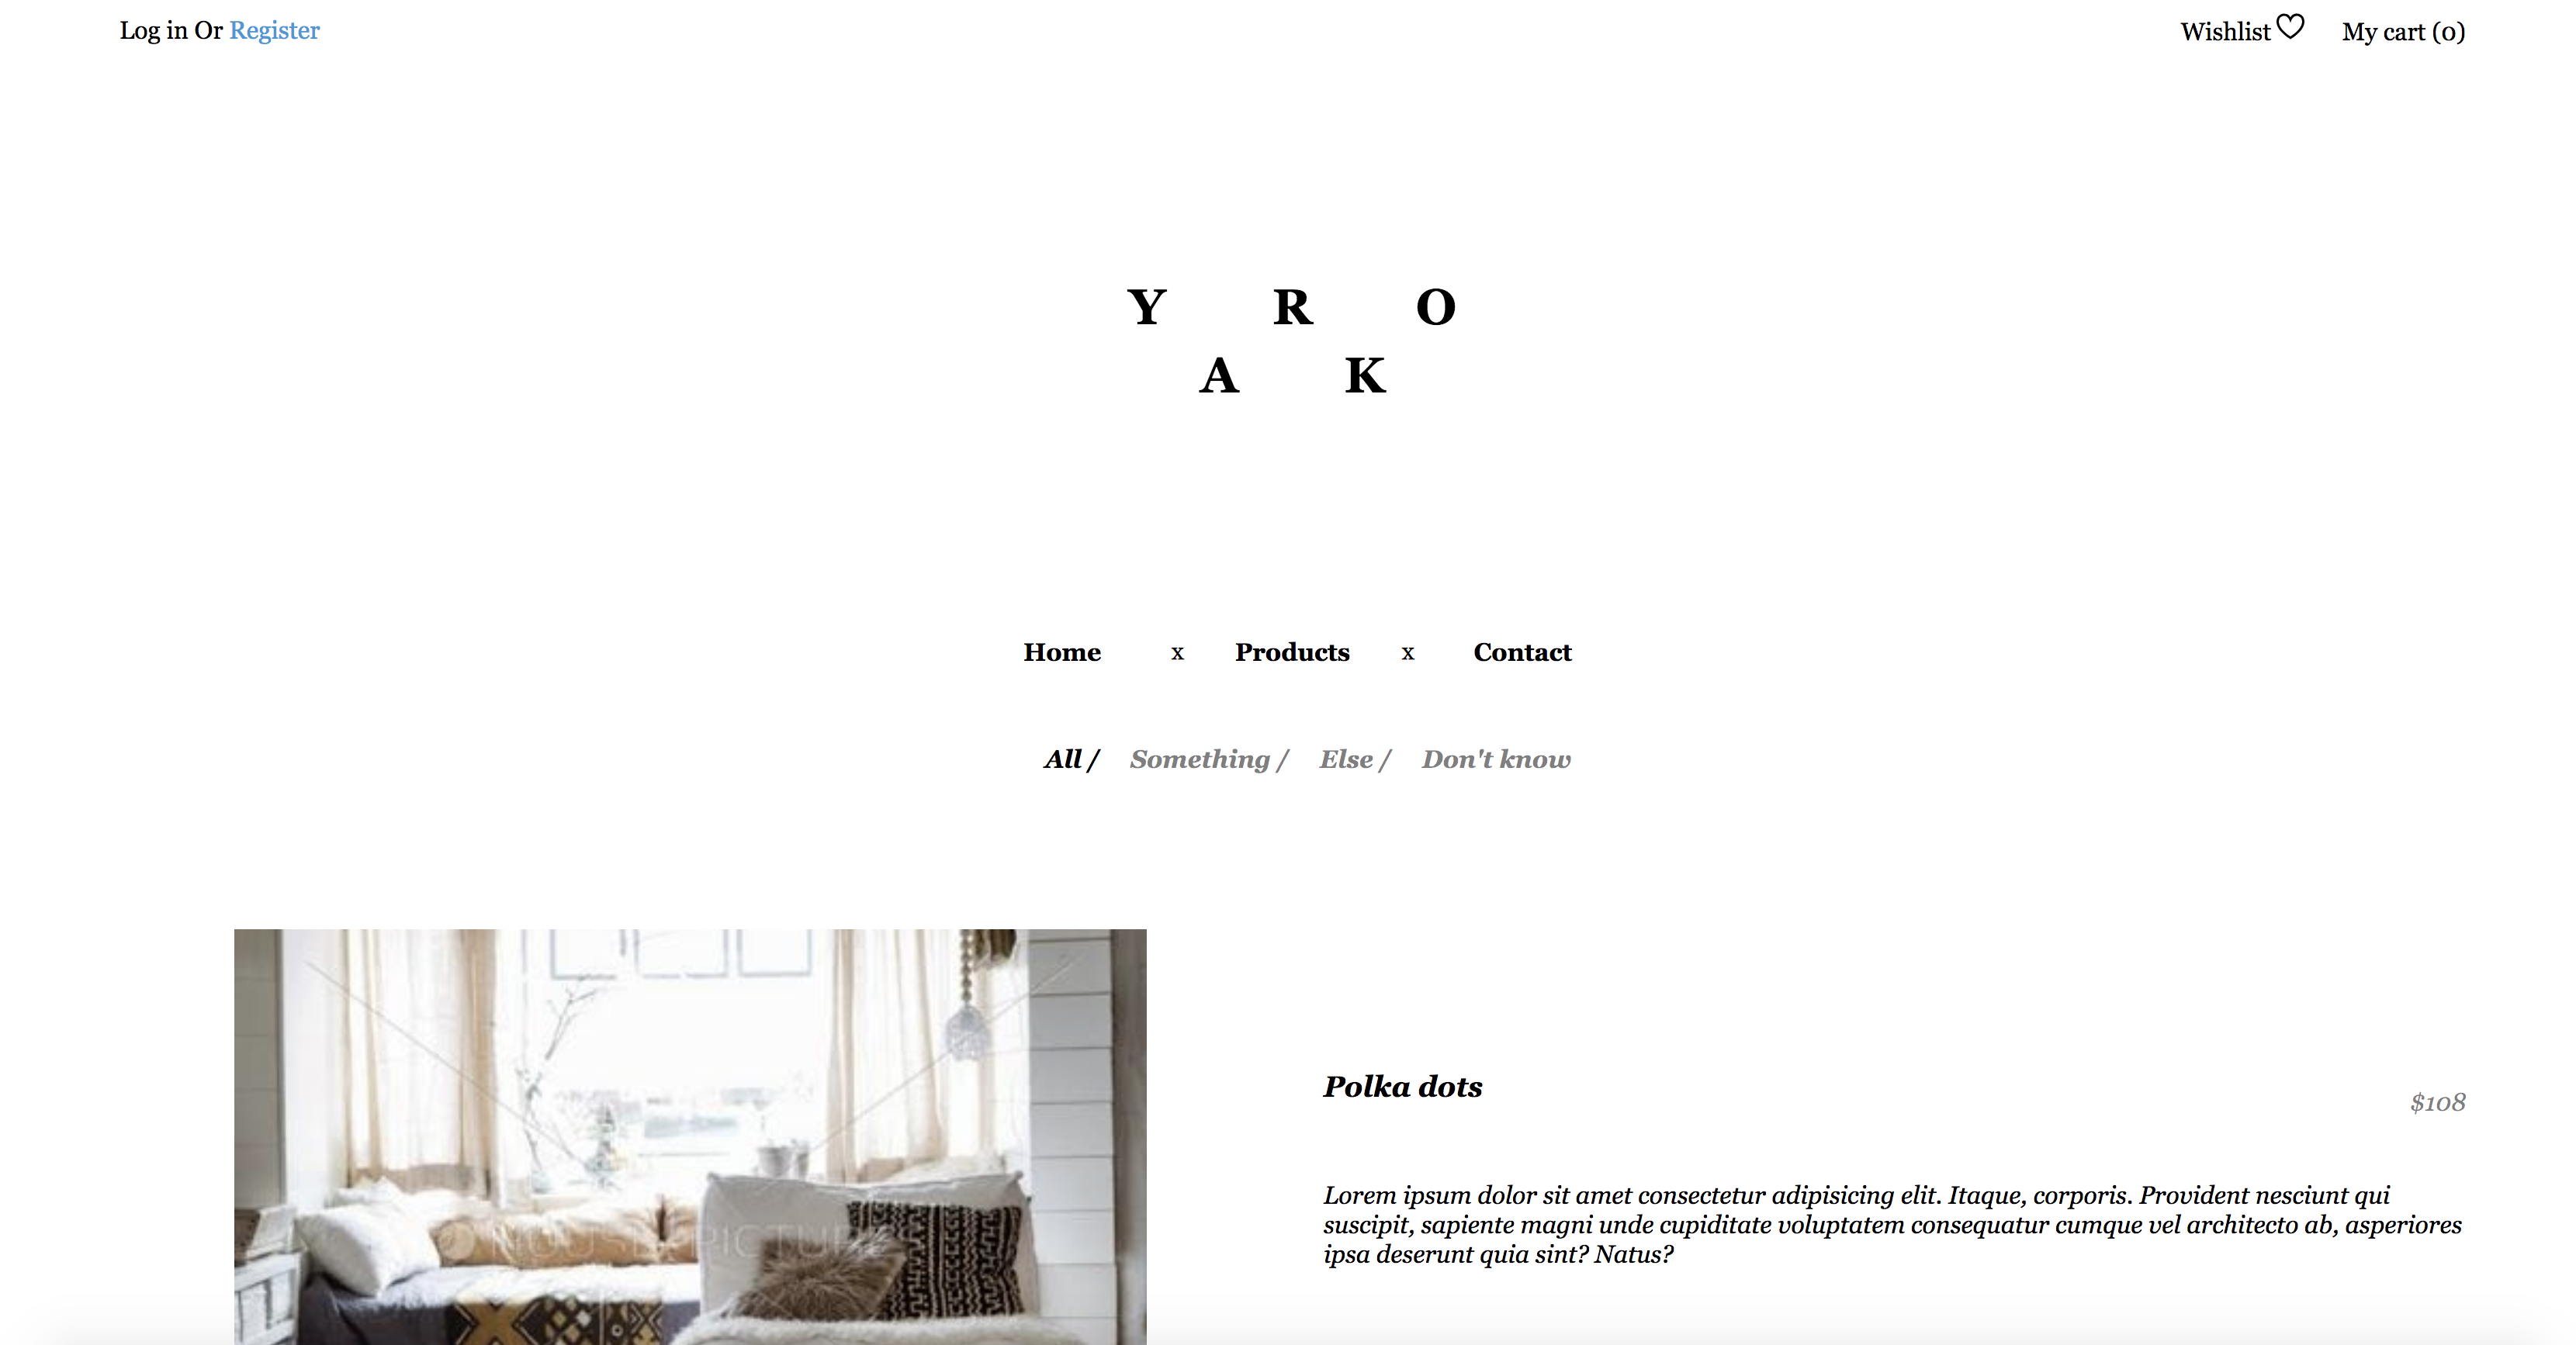 Log in Or Register
Wishlist My cart (0)
Y R O
A K
Home x Products x Contact
All / Something / Else / Don't know
Polka dots
$108
Lorem ipsum dolor sit amet consectetur adipisicing elit. Itaque, corporis. Provident nesciunt qui
suscipit, sapiente magni unde cupiditate voluptatem consequatur cumque vel architecto ab, asperiores
ipsa deserunt quia sint? Natus?